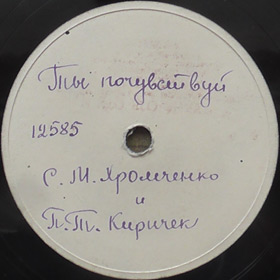 Ты почувствуй
12585
С. М. Хромченко
и
П. Т. Киричек